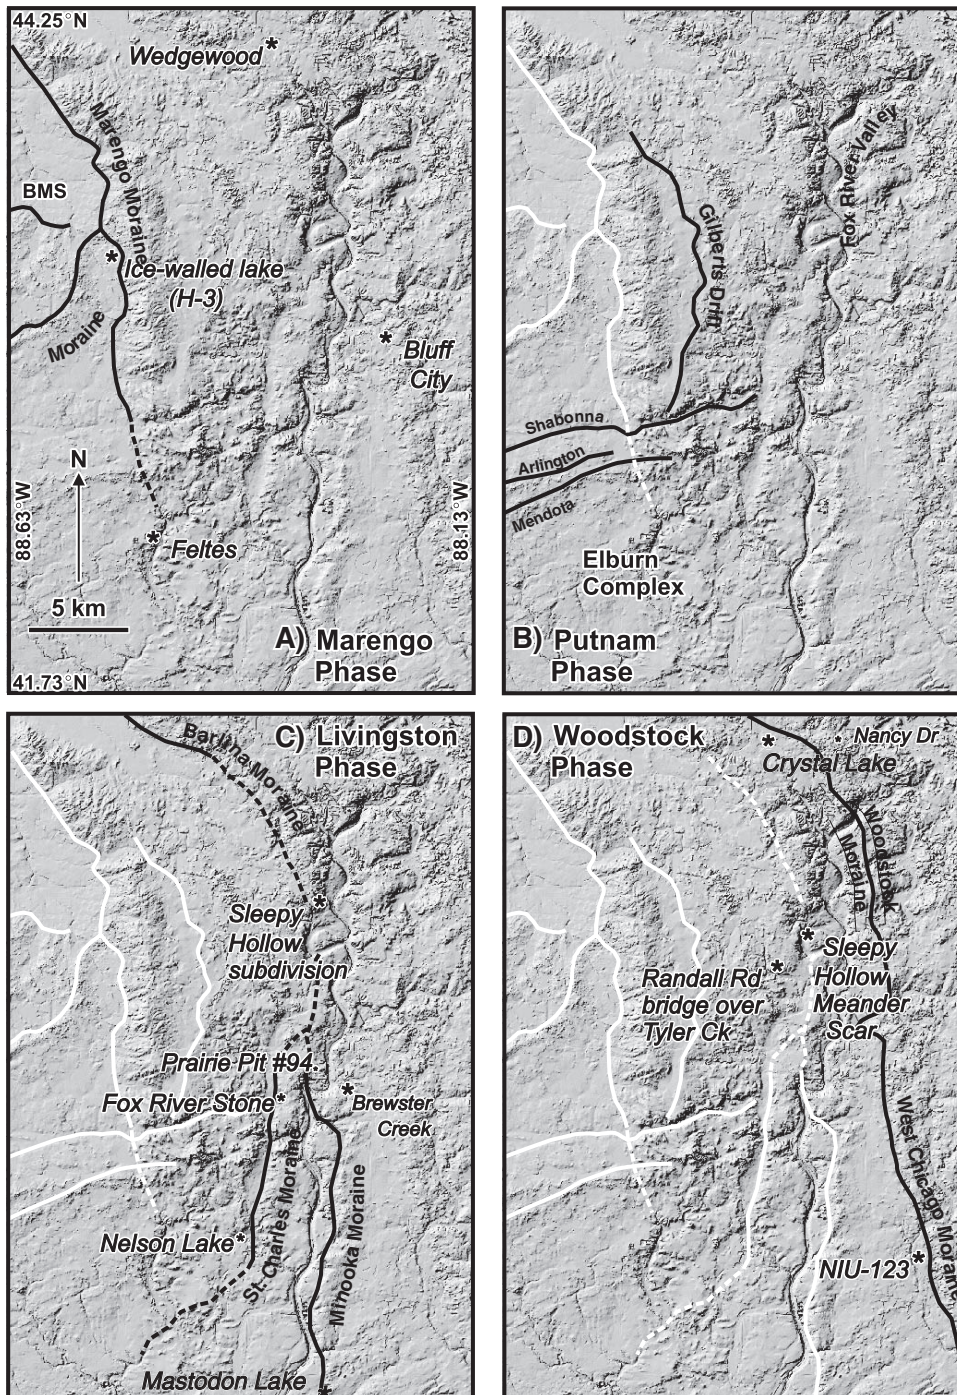 44.25°N
Wedgewood*
Marengo Moraine
BMS
*Ice-walled lake
(H-3)
Moraine
*
Bluff
City
N
88.63°W
88.13°W
*
Feltes
5 km
A) Marengo
Phase
41.73°N
Fox River Valley
Gilberts Drift
Shabonna
Arlington
Mendota
Elburn
Complex
B) Putnam
Phase
Barlina Moraine
C) Livingston
Phase
*
Sleepy
Hollow
subdivision
Prairie Pit #94.
Fox River Stone*
*Brewster
Creek
St. Charles Moraine
Minooka Moraine
Nelson Lake*
Mastodon Lake *
D) Woodstock
Phase
*
* Nancy Dr
Crystal Lake
Woodstock
Moraine
*
Sleepy
Hollow
Meander
Scar
Randall Rd *
bridge over
Tyler Ck
West Chicago Moraine
NIU-123*